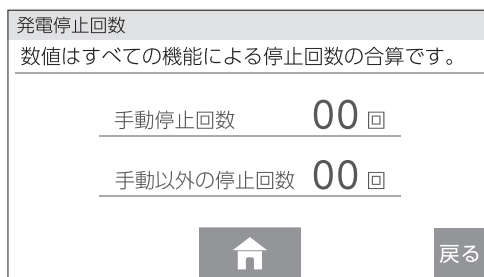 発電停止回数
数値はすべての機能による停止回数の合算です。
手動停止回数 00 回
手動以外の停止回数 00 回
戻る